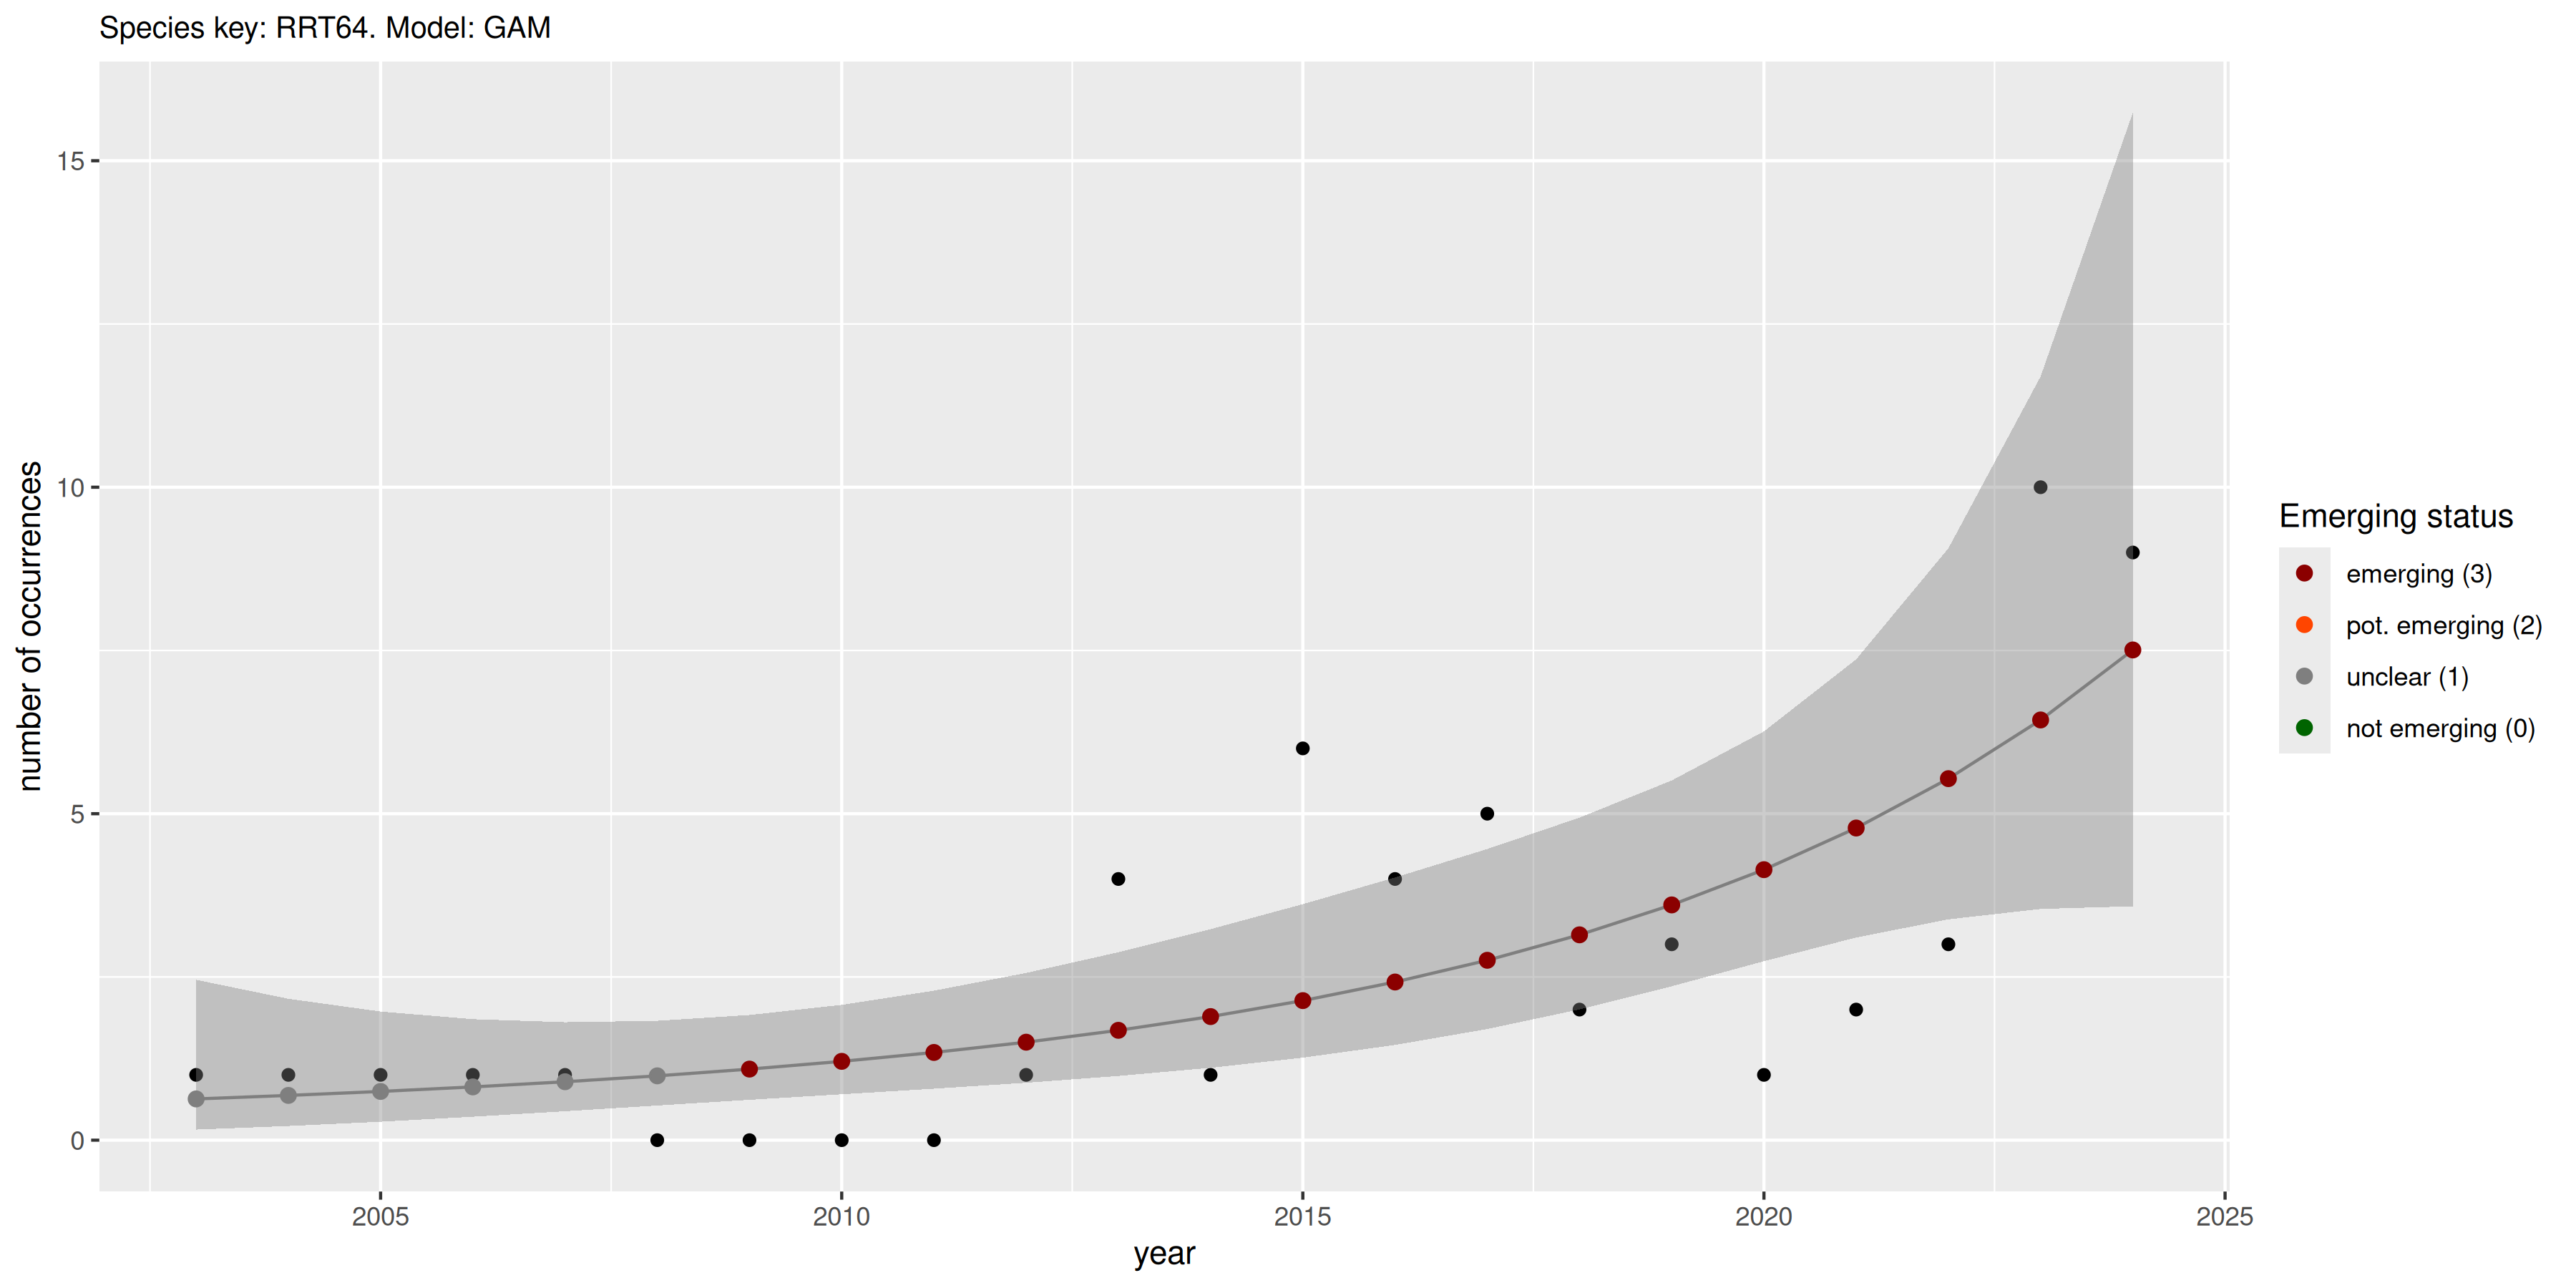 Species key: RRT64. Model: GAM
15
10
5
0
number of occurrences
2005
2010
2015
2020
2025
year
Emerging status
emerging (3)
pot. emerging (2)
unclear (1)
not emerging (0)